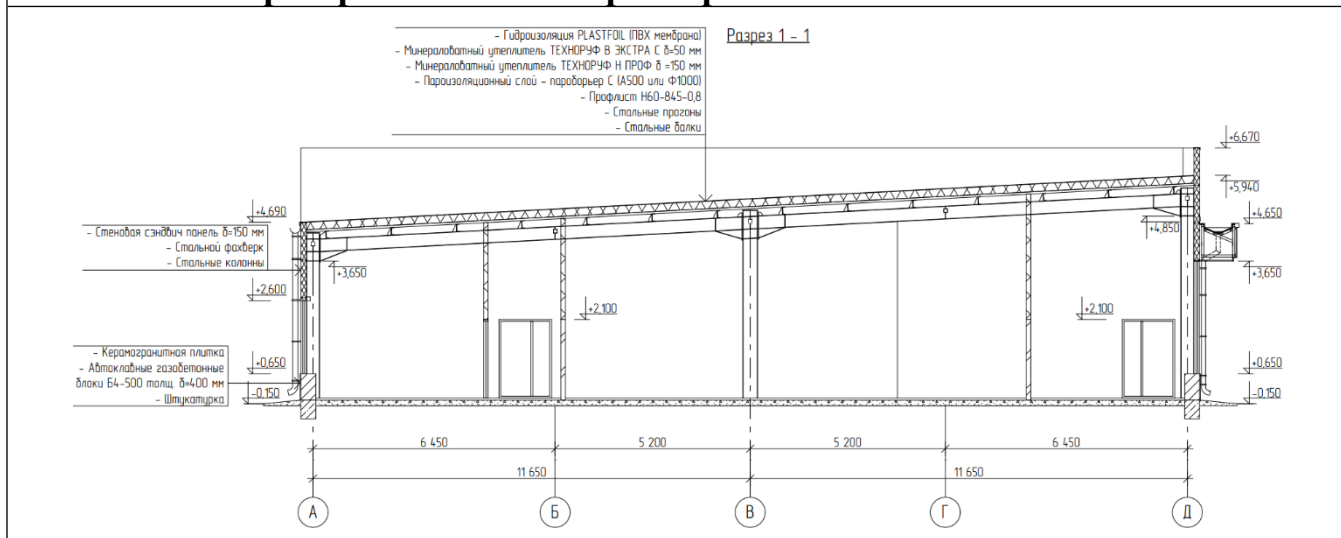 - Гидроизоляция PLASTFOIL (ПВХ мембрана)
- Минераловатный утеплитель ТЕХНОРУФ В ЭКСТРА С δ=50 мм
- Минераловатный утеплитель ТЕХНОРУФ Н ПРОФ δ =150 мм
- Пароизоляционный слой - паробарьер С (А500 или Ф1000)
- Профлист Н60-845-0,8
- Стальные прогоны
- Стальные балки
Разрез 1 - 1
+6,670
+5,940
+4,690
+4,650
+4,850
- Стеновая сэндвич панель δ=150 мм
- Стальной фахверк
- Стальные колонны
+3,650
+3,650
+2,600
+2,100
+2,100
- Керамогранитная плитка
- Автоклавные газобетонные
блоки Б4-500 толщ. δ=400 мм
- Штукатурка
+0,650
+0,650
-0,150
-0,150
6 450
5 200
5 200
6 450
11 650
11 650
А
Б
В
Г
Д